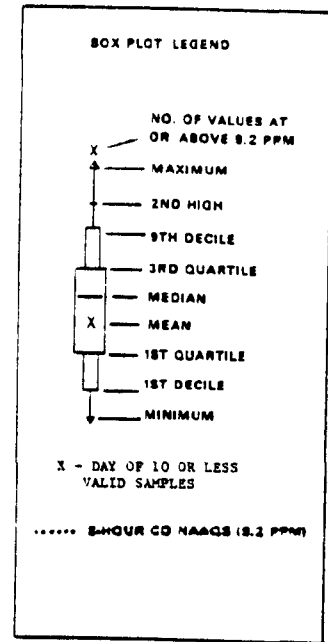 BOX PLOT LEGEND
NO. OF VALUES AT
X OR ABOVE 9.2 PPM
MAXIMUM
2ND HIGH
9TH DECILE
3RD QUARTILE
MEDIAN
X MEAN
1ST QUARTILE
1ST DECILE
MINIMUM
X - DAY OF 10 OR LESS
VALID SAMPLES
...... 8-HOUR CO NAAQS (9.2 PPM)